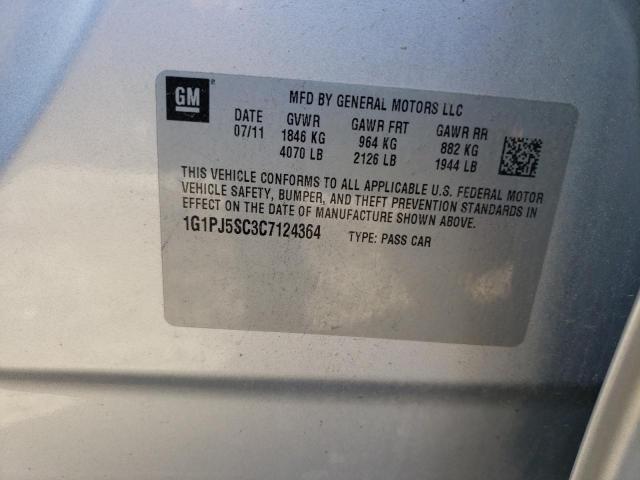 GM®
MFD BY GENERAL MOTORS LLC
DATE GVWR GAWR FRT GAWR RR
07/11 1846 KG 964 KG 882 KG
4070 LB 2126 LB 1944 LB
THIS VEHICLE CONFORMS TO ALL APPLICABLE U.S. FEDERAL MOTOR
VEHICLE SAFETY, BUMPER, AND THEFT PREVENTION STANDARDS IN
EFFECT ON THE DATE OF MANUFACTURE SHOWN ABOVE.
1G1PJ5SC3C7124364 TYPE: PASS CAR